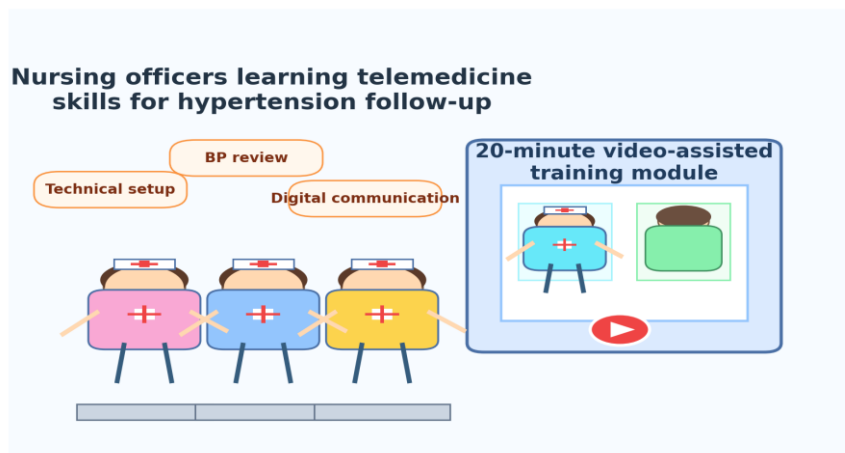 Nursing officers learning telemedicine
skills for hypertension follow-up
BP review
Technical setup
Digital communication
20-minute video-assisted
training module